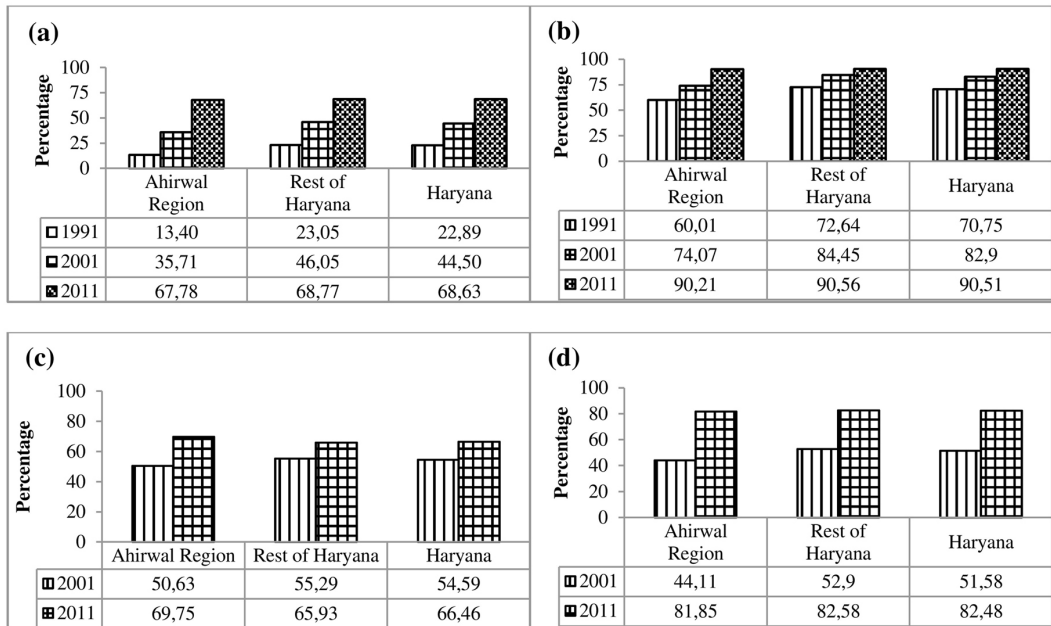 (a)
Percentage
100
75
50
25
0
Ahirwal Region Rest of Haryana Haryana
1991 13,40 23,05 22,89
2001 35,71 46,05 44,50
2011 67,78 68,77 68,63
(b)
Percentage
100
75
50
25
0
Ahirwal Region Rest of Haryana Haryana
1991 60,01 72,64 70,75
2001 74,07 84,45 82,9
2011 90,21 90,56 90,51
(c)
Percentage
100
80
60
40
20
0
Ahirwal Region Rest of Haryana Haryana
2001 50,63 55,29 54,59
2011 69,75 65,93 66,46
(d)
Percentage
100
80
60
40
20
0
Ahirwal Region Rest of Haryana Haryana
2001 44,11 52,9 51,58
2011 81,85 82,58 82,48